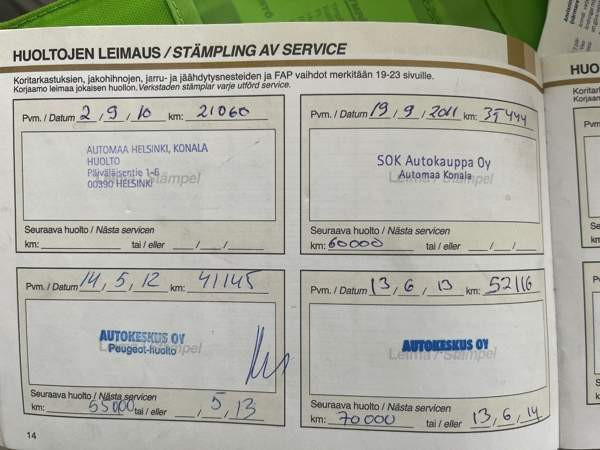 HUOLTOJEN LEIMAUS / STÄMPLING AV SERVICE
Koritarkastuksien, jakohihnojen, jarru- ja jäähdytysnesteiden ja FAP vaihdot merkitään 19-23 sivuille.
Korjaamo leimaa jokaisen huollon. Verkstaden stämplar varje utförd service.
Pvm. / Datum 2, 9, 10 km: 21060
AUTOMAA HELSINKI, KONALA
HUOLTO
Päiväläisentie 1-6
00390 HELSINKI
Leima / Stämpel
Seuraava huolto / Nästa servicen
km: tai / eller / /
Pvm. / Datum 19, 9, 2011 km:
SOK Autokauppa Oy
Automaa Konala
Leima / Stämpel
Seuraava huolto / Nästa servicen
km: 60000 tai / eller / /
Pvm. / Datum 14, 5, 12 km: 41145
AUTOKESKUS OY
Peugeot-huolto
Leima / Stämpel
Seuraava huolto / Nästa servicen
km: 55000 tai / eller , 5, 13
Pvm. / Datum 13, 6, 13 km: 52116
AUTOKESKUS OY
Leima / Stämpel
Seuraava huolto / Nästa servicen
km: 70000 tai / eller 13, 6, 14
14
HUO
Koritar
Korjaa
Pv
Se
km
Pv
S
k